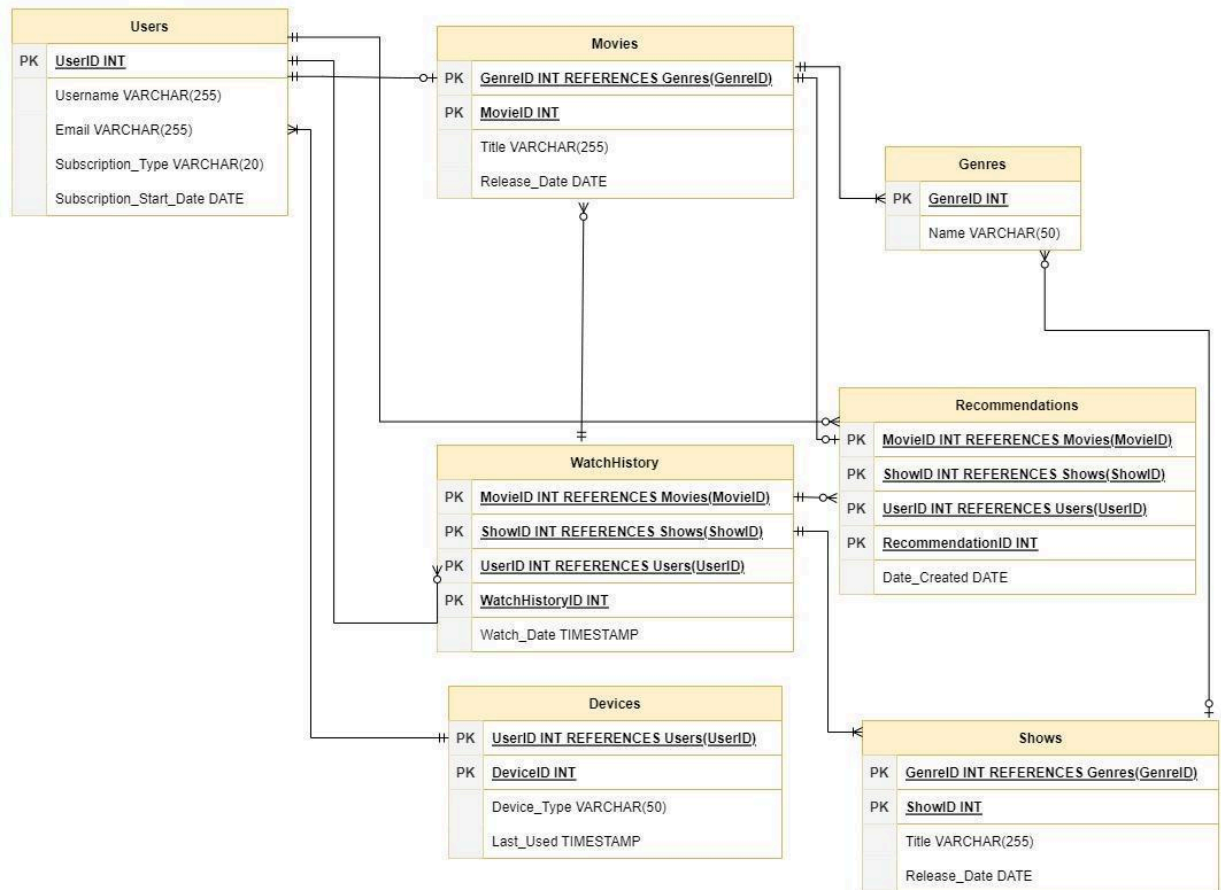 Users
PK UserID INT
Username VARCHAR(255)
Email VARCHAR(255)
Subscription_Type VARCHAR(20)
Subscription_Start_Date DATE
Movies
PK GenreID INT REFERENCES Genres(GenreID)
PK MovieID INT
Title VARCHAR(255)
Release_Date DATE
Genres
PK GenreID INT
Name VARCHAR(50)
Recommendations
PK MovieID INT REFERENCES Movies(MovieID)
PK ShowID INT REFERENCES Shows(ShowID)
PK UserID INT REFERENCES Users(UserID)
PK RecommendationID INT
Date_Created DATE
WatchHistory
PK MovieID INT REFERENCES Movies(MovieID)
PK ShowID INT REFERENCES Shows(ShowID)
PK UserID INT REFERENCES Users(UserID)
PK WatchHistoryID INT
Watch_Date TIMESTAMP
Devices
PK UserID INT REFERENCES Users(UserID)
PK DeviceID INT
Device_Type VARCHAR(50)
Last_Used TIMESTAMP
Shows
PK GenreID INT REFERENCES Genres(GenreID)
PK ShowID INT
Title VARCHAR(255)
Release_Date DATE